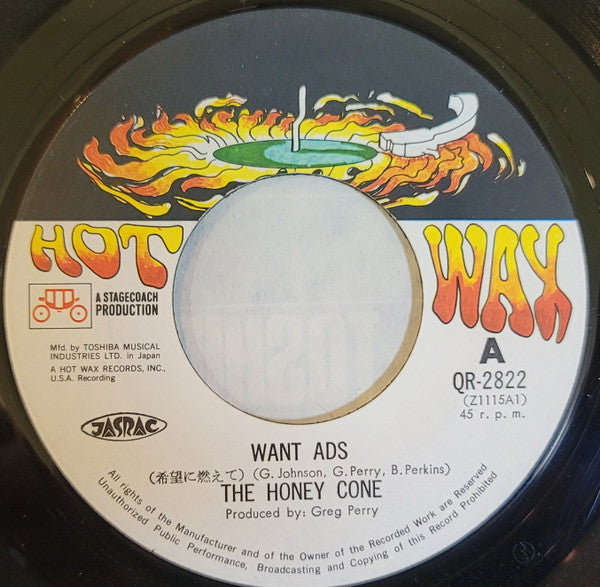 HOT WAX
A STAGECOACH
PRODUCTION
Mfd. by TOSHIBA MUSICAL
INDUSTRIES LTD. in Japan
A HOT WAX RECORDS, INC.,
U.S.A. Recording
A
QR-2822
(Z1115A1)
45 r. p. m.
JASRAC
WANT ADS
(希望に燃えて) (G. Johnson, G. Perry, B. Perkins)
THE HONEY CONE
Produced by: Greg Perry
All rights of the Manufacturer and of the Owner of the Recorded Work are Reserved
Unauthorized Public Performance, Broadcasting and Copying of this Record Prohibited